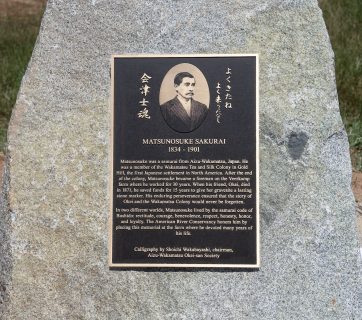 会津士魂
よくきたね
よく来ったなし
MATSUNOSUKE SAKURAI
1834 - 1901
Matsunosuke was a samurai from Aizu-Wakamatsu, Japan. He
was a member of the Wakamatsu Tea and Silk Colony in Gold
Hill, the first Japanese settlement in North America. After the end
of the colony, Matsunosuke became a foreman on the Veerkamp
farm where he worked for 30 years. When his friend, Okei, died
in 1871, he saved funds for 15 years to give her gravesite a lasting
stone marker. His enduring perseverance ensured that the story of
Okei and the Wakamatsu Colony would never be forgotten.
In two different worlds, Matsunosuke lived by the samurai code of
Bushido: rectitude, courage, benevolence, respect, honesty, honor,
and loyalty. The American River Conservancy honors him by
placing this memorial at the farm where he devoted many years of
his life.
Calligraphy by Shoichi Wakabayashi, chairman,
Aizu-Wakamatsu Okei-san Society